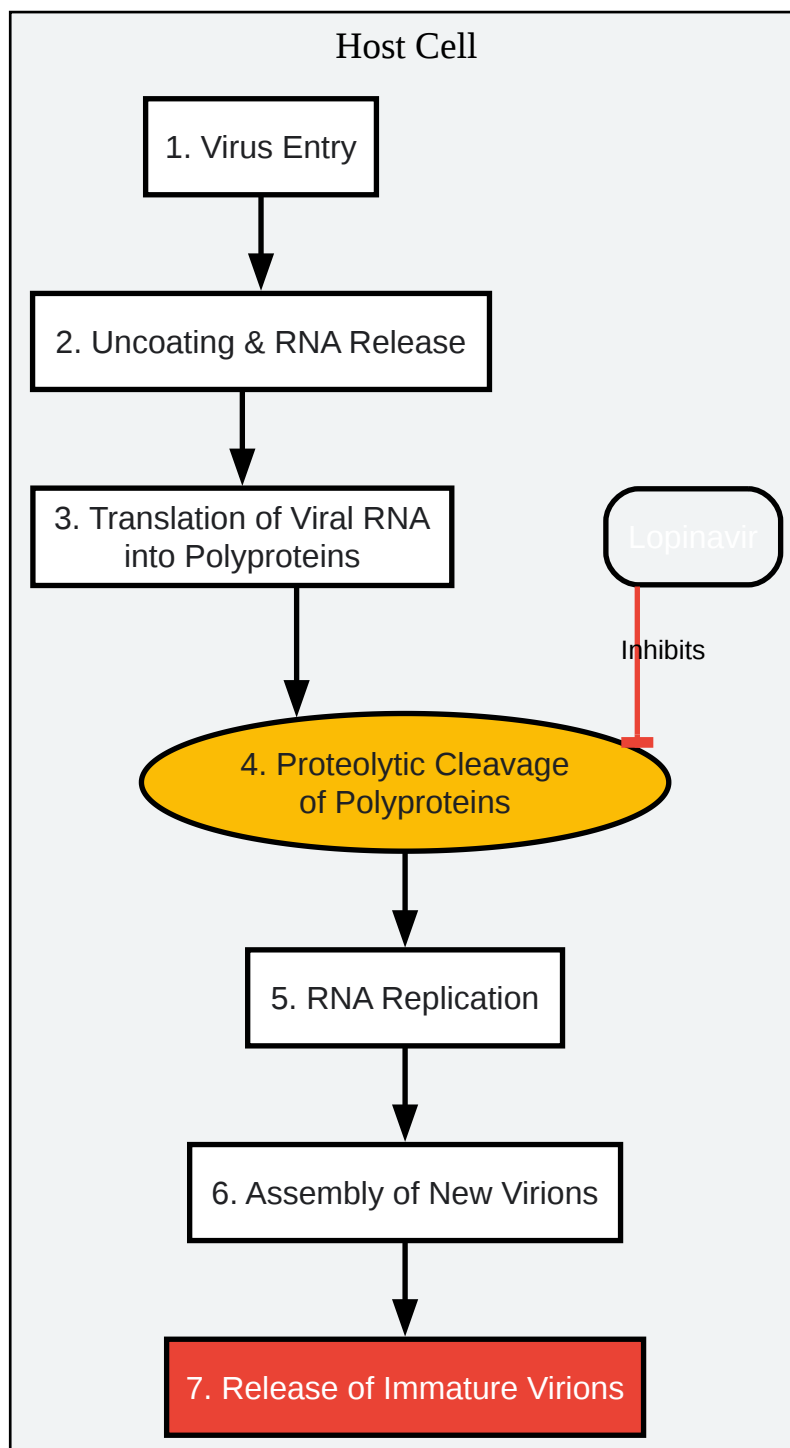 Host Cell
1. Virus Entry
2. Uncoating & RNA Release
3. Translation of Viral RNA
into Polyproteins
Lopinavir
Inhibits
4. Proteolytic Cleavage
of Polyproteins
5. RNA Replication
6. Assembly of New Virions
7. Release of Immature Virions